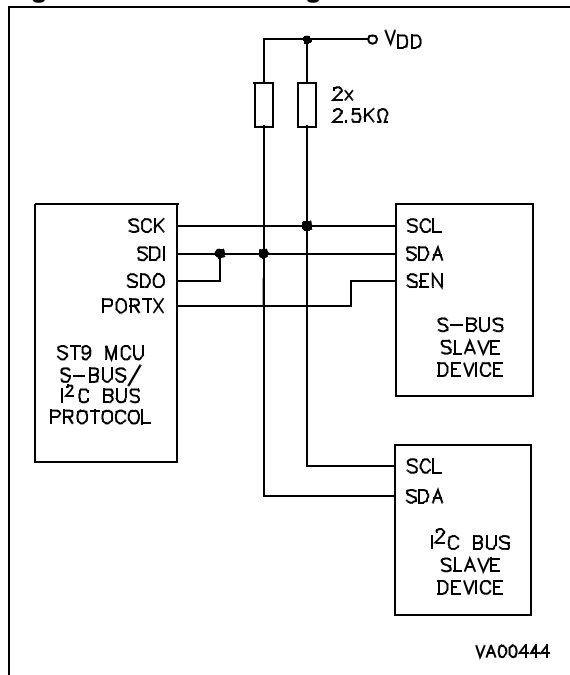 VDD
2x
2.5KΩ
SCK
SDI
SDO
PORTX
ST9 MCU
S-BUS/
I²C BUS
PROTOCOL
SCL
SDA
SEN
S-BUS
SLAVE
DEVICE
SCL
SDA
I²C BUS
SLAVE
DEVICE
VA00444